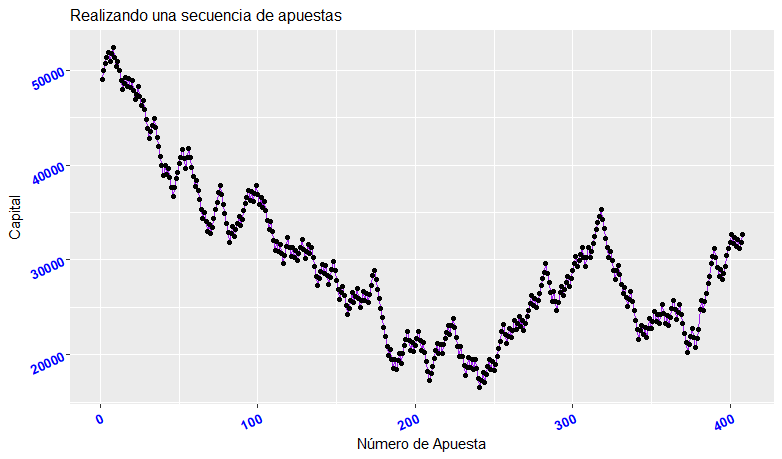 Realizando una secuencia de apuestas
Capital
50000
40000
30000
20000
0 100 200 300 400
Número de Apuesta